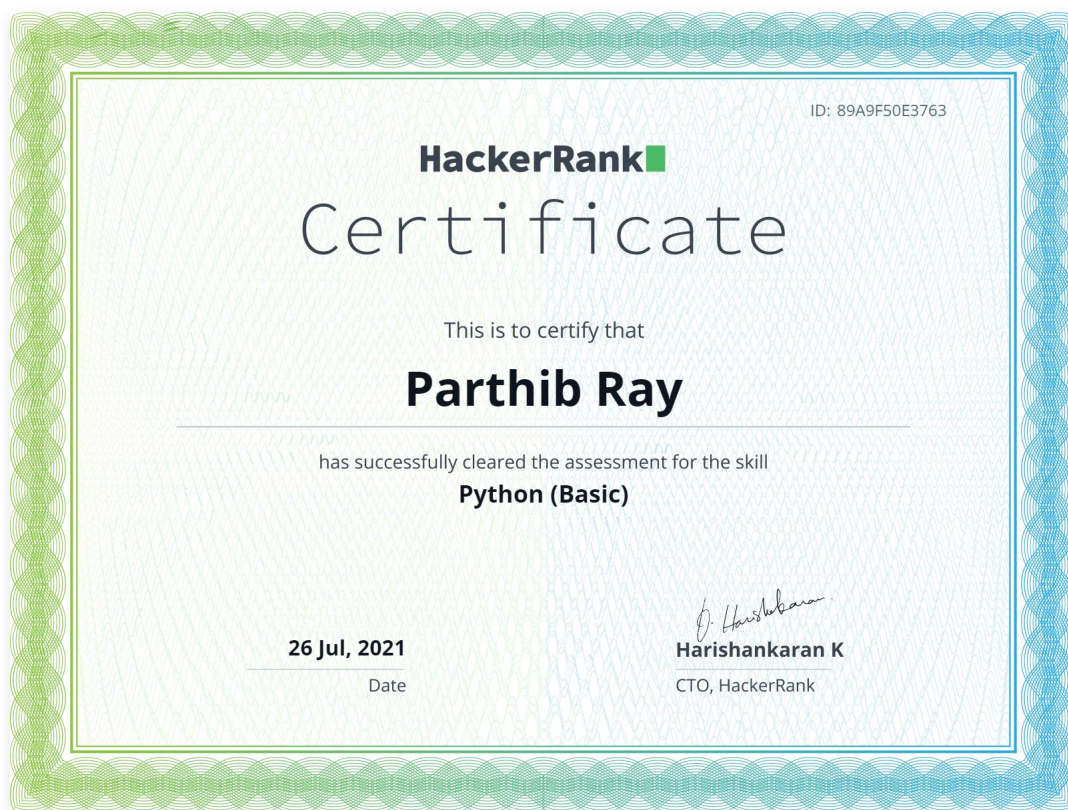 ID: 89A9F50E3763
HackerRank
Certificate
This is to certify that
Parthib Ray
has successfully cleared the assessment for the skill
Python (Basic)
26 Jul, 2021
Date
Harishankaran K
CTO, HackerRank